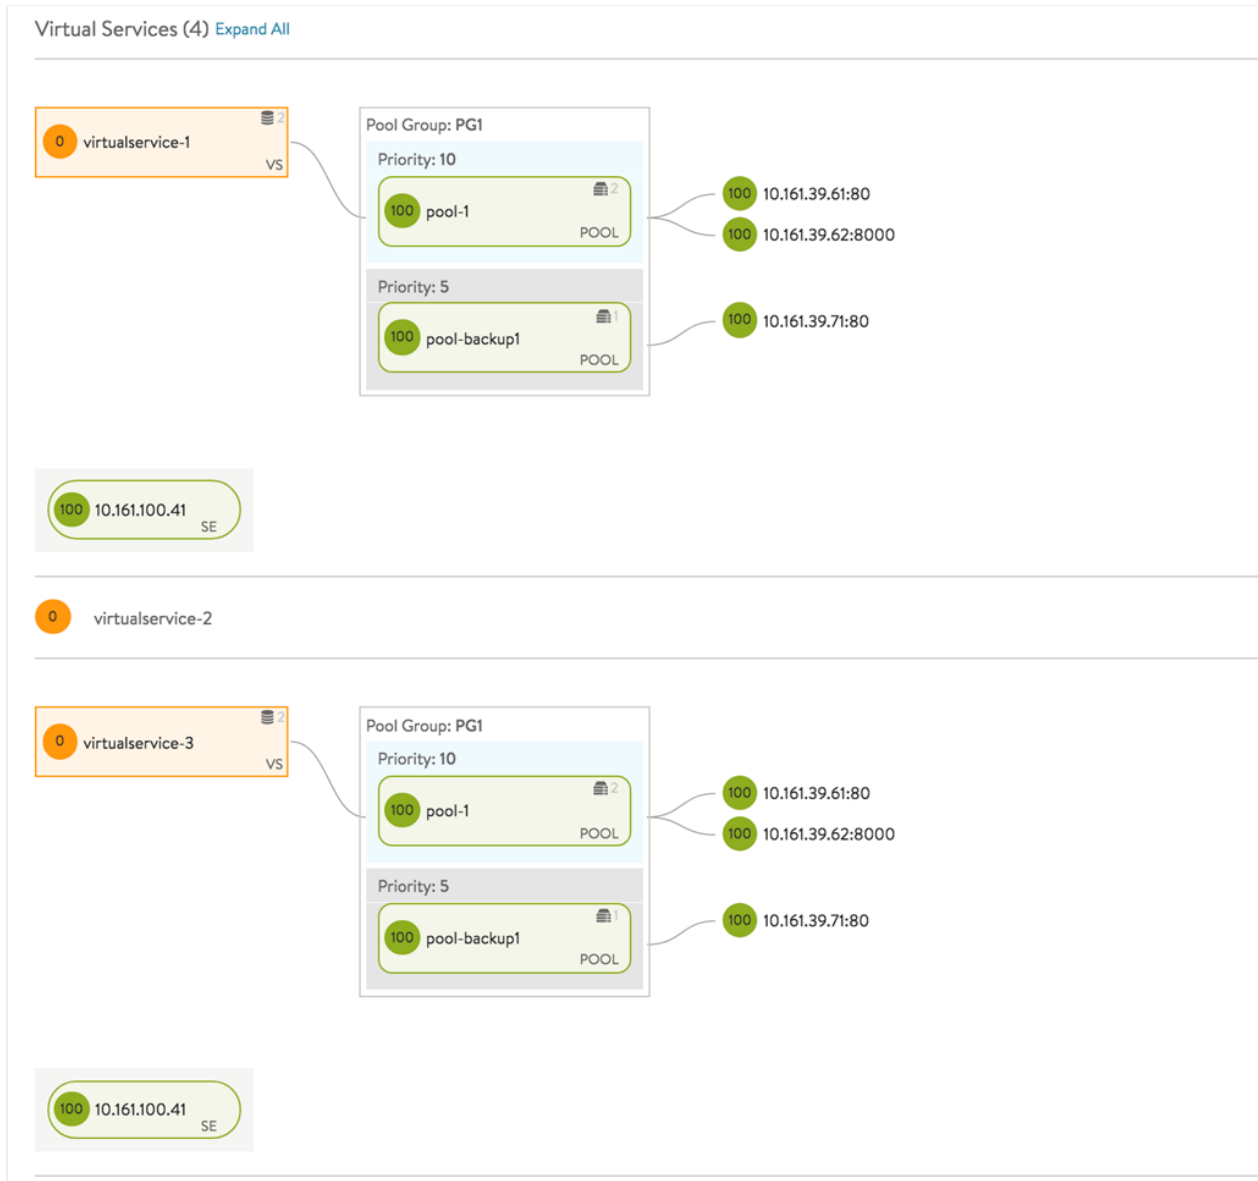 Virtual Services (4) Expand All
2
0 virtualservice-1
VS
Pool Group: PG1
Priority: 10
2
100 pool-1
POOL
100 10.161.39.61:80
100 10.161.39.62:8000
Priority: 5
1
100 pool-backup1
POOL
100 10.161.39.71:80
100 10.161.100.41
SE
0 virtualservice-2
2
0 virtualservice-3
VS
Pool Group: PG1
Priority: 10
2
100 pool-1
POOL
100 10.161.39.61:80
100 10.161.39.62:8000
Priority: 5
1
100 pool-backup1
POOL
100 10.161.39.71:80
100 10.161.100.41
SE